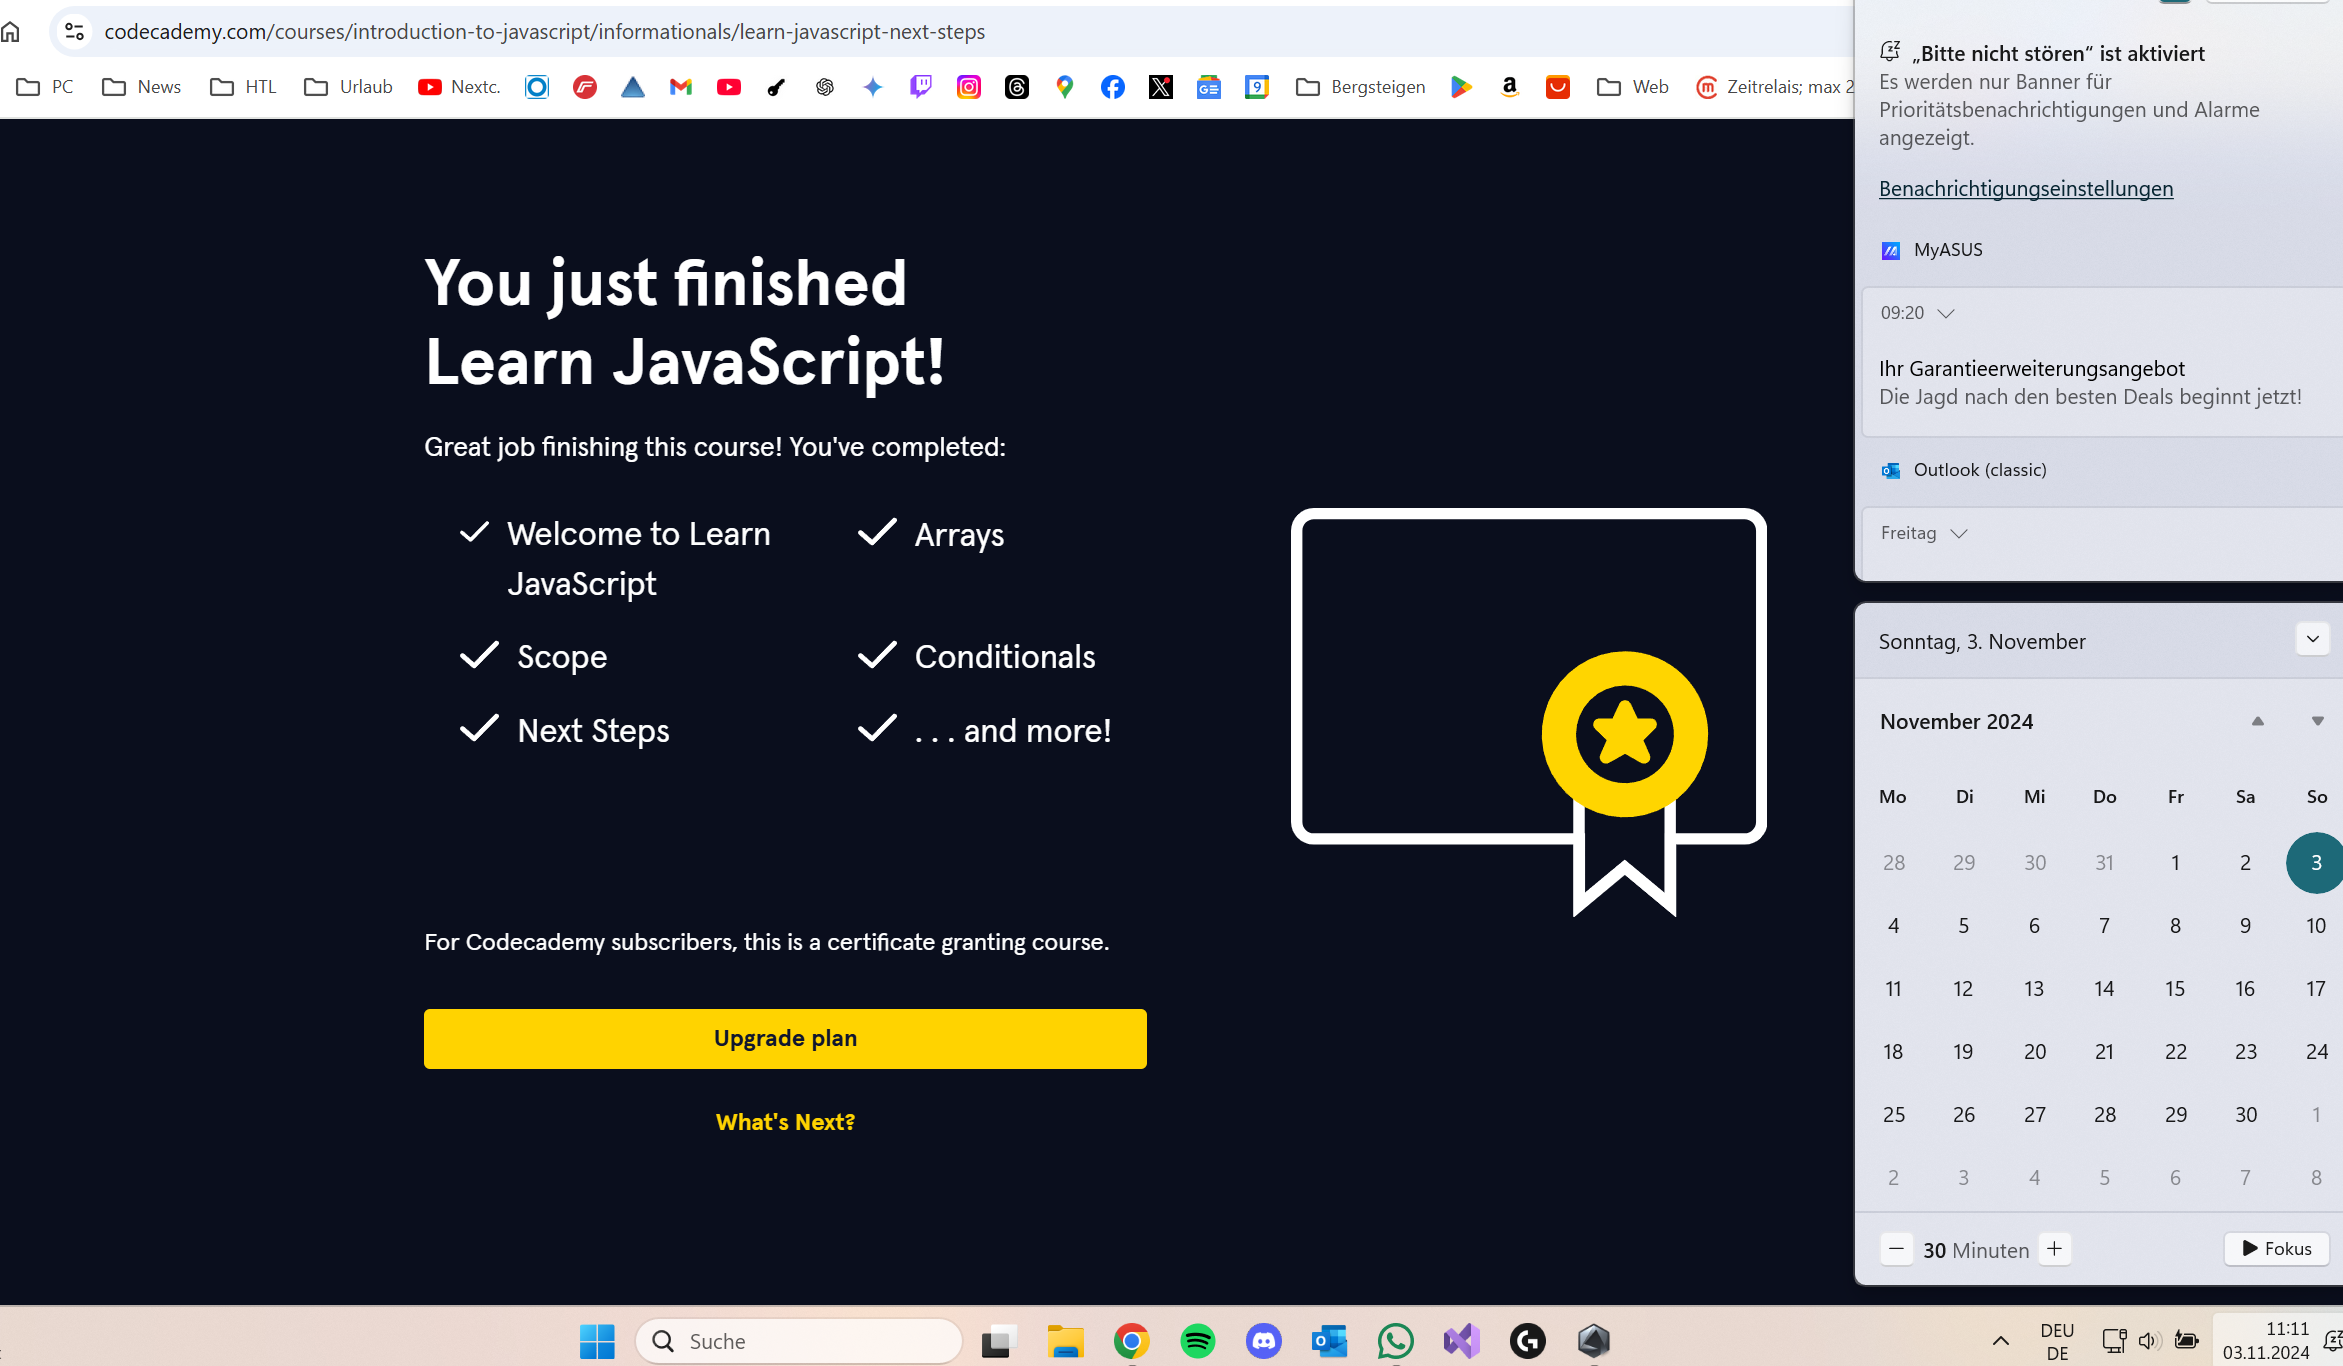 codecademy.com/courses/introduction-to-javascript/informationals/learn-javascript-next-steps
PC News HTL Urlaub Nextc. Bergsteigen Web Zeitrelais; max 2
You just finished
Learn JavaScript!
Great job finishing this course! You've completed:
Welcome to Learn
JavaScript
Arrays
Scope
Conditionals
Next Steps
. . . and more!
For Codecademy subscribers, this is a certificate granting course.
Upgrade plan
What's Next?
„Bitte nicht stören“ ist aktiviert
Es werden nur Banner für
Prioritätsbenachrichtigungen und Alarme
angezeigt.
Benachrichtigungseinstellungen
MyASUS
09:20
Ihr Garantieerweiterungsangebot
Die Jagd nach den besten Deals beginnt jetzt!
Outlook (classic)
Freitag
Sonntag, 3. November
November 2024
Mo Di Mi Do Fr Sa So
28 29 30 31 1 2 3
4 5 6 7 8 9 10
11 12 13 14 15 16 17
18 19 20 21 22 23 24
25 26 27 28 29 30 1
2 3 4 5 6 7 8
30 Minuten
Fokus
Suche
DEU
DE
11:11
03.11.2024